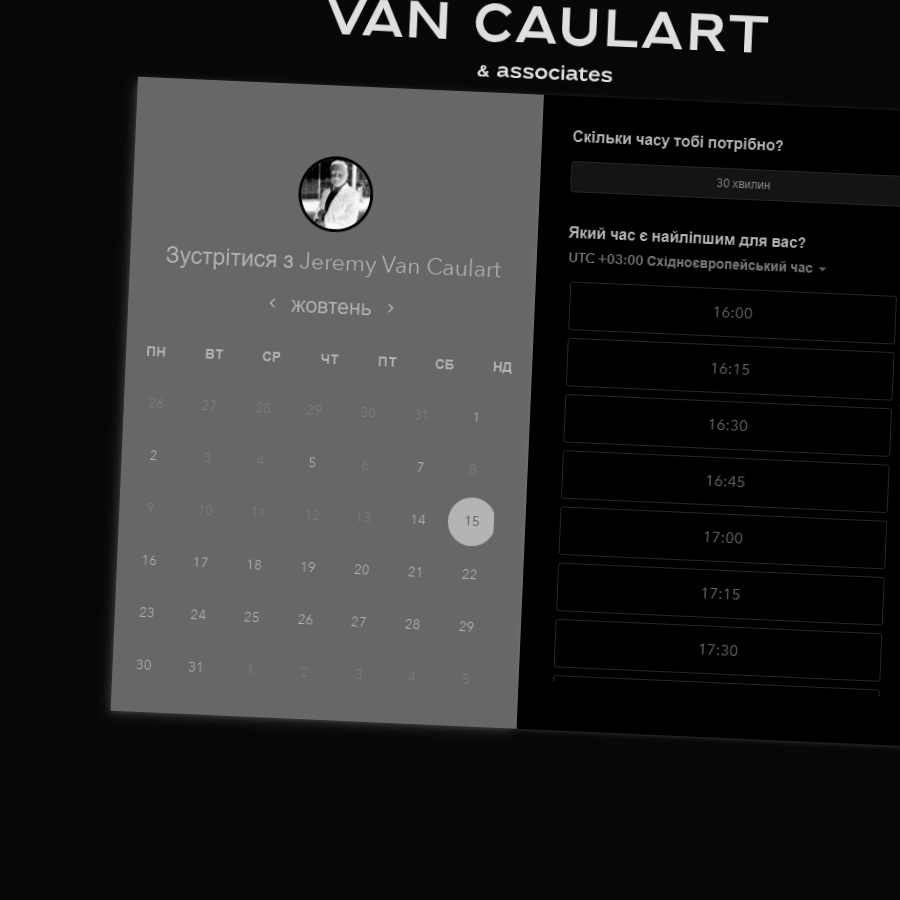 VAN CAULART
& associates
Зустрітися з Jeremy Van Caulart
‹ жовтень ›
ПН ВТ СР ЧТ ПТ СБ НД
26 27 28 29 30 31 1
2 3 4 5 6 7 8
9 10 11 12 13 14 15
16 17 18 19 20 21 22
23 24 25 26 27 28 29
30 31 1 2 3 4 5
Скільки часу тобі потрібно?
30 хвилин
Який час є найліпшим для вас?
UTC +03:00 Східноєвропейський час
16:00
16:15
16:30
16:45
17:00
17:15
17:30